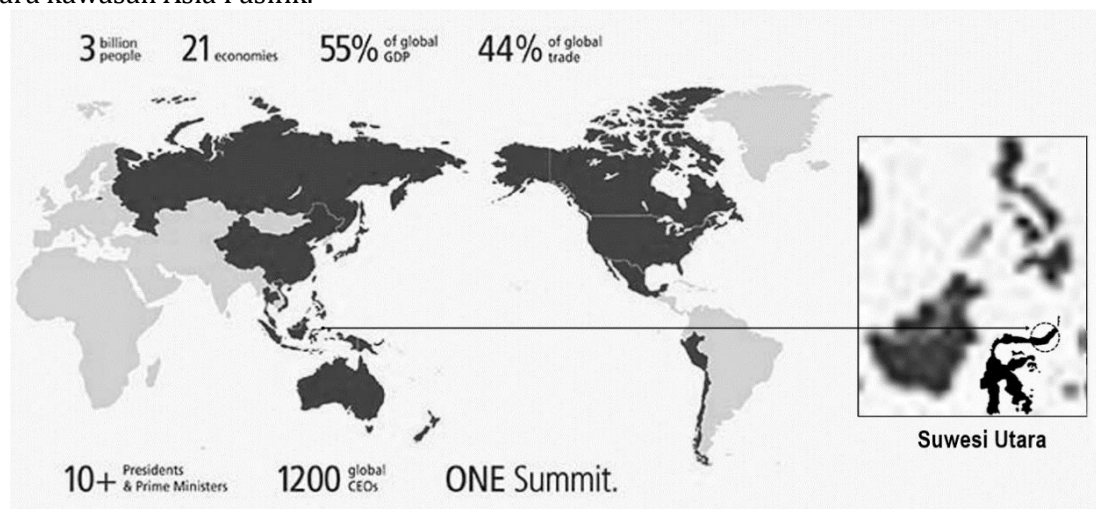 kawasan Asia Pasifik.
3 billion people
21 economies
55% of global GDP
44% of global trade
Suwesi Utara
10+ Presidents & Prime Ministers
1200 global CEOs
ONE Summit.